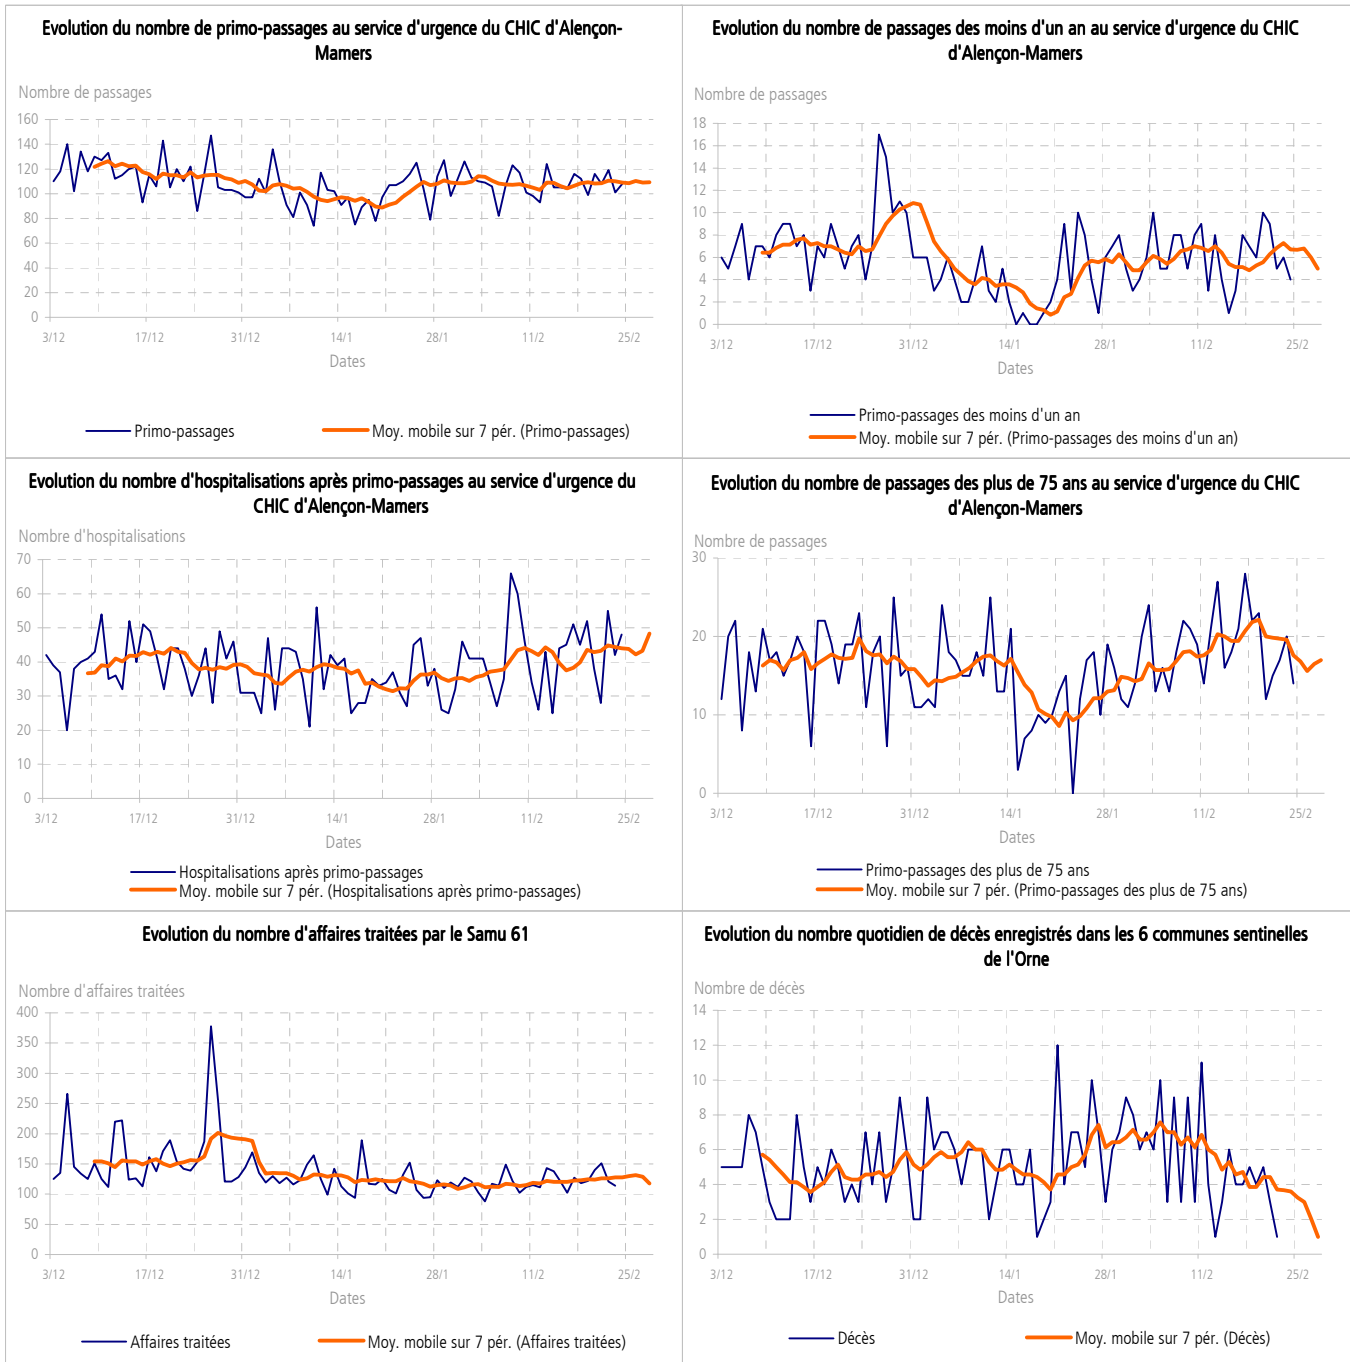 Evolution du nombre de primo-passages au service d'urgence du CHIC d'Alençon-
Mamers
Nombre de passages
160
140
120
100
80
60
40
20
0
3/12 17/12 31/12 14/1 28/1 11/2 25/2
Dates
Primo-passages Moy. mobile sur 7 pér. (Primo-passages)
Evolution du nombre de passages des moins d'un an au service d'urgence du CHIC
d'Alençon-Mamers
Nombre de passages
18
16
14
12
10
8
6
4
2
0
3/12 17/12 31/12 14/1 28/1 11/2 25/2
Dates
Primo-passages des moins d'un an
Moy. mobile sur 7 pér. (Primo-passages des moins d'un an)
Evolution du nombre d'hospitalisations après primo-passages au service d'urgence du
CHIC d'Alençon-Mamers
Nombre d'hospitalisations
70
60
50
40
30
20
10
0
3/12 17/12 31/12 14/1 28/1 11/2 25/2
Dates
Hospitalisations après primo-passages
Moy. mobile sur 7 pér. (Hospitalisations après primo-passages)
Evolution du nombre de passages des plus de 75 ans au service d'urgence du CHIC
d'Alençon-Mamers
Nombre de passages
30
20
10
0
3/12 17/12 31/12 14/1 28/1 11/2 25/2
Dates
Primo-passages des plus de 75 ans
Moy. mobile sur 7 pér. (Primo-passages des plus de 75 ans)
Evolution du nombre d'affaires traitées par le Samu 61
Nombre d'affaires traitées
400
350
300
250
200
150
100
50
0
3/12 17/12 31/12 14/1 28/1 11/2 25/2
Dates
Affaires traitées Moy. mobile sur 7 pér. (Affaires traitées)
Evolution du nombre quotidien de décès enregistrés dans les 6 communes sentinelles
de l'Orne
Nombre de décès
14
12
10
8
6
4
2
0
3/12 17/12 31/12 14/1 28/1 11/2 25/2
Dates
Décès Moy. mobile sur 7 pér. (Décès)